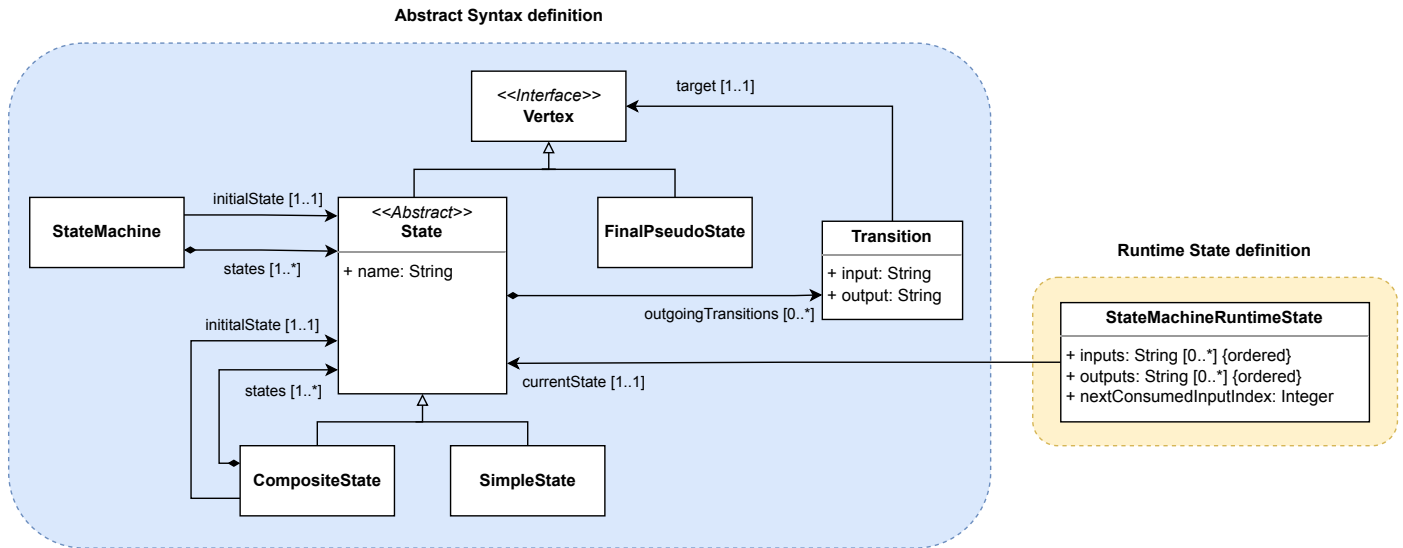 Abstract Syntax definition
<<Interface>>
Vertex
target [1..1]
StateMachine
initialState [1..1]
states [1..*]
<<Abstract>>
State
+ name: String
FinalPseudoState
Transition
+ input: String
+ output: String
outgoingTransitions [0..*]
inititalState [1..1]
states [1..*]
currentState [1..1]
CompositeState
SimpleState
Runtime State definition
StateMachineRuntimeState
+ inputs: String [0..*] {ordered}
+ outputs: String [0..*] {ordered}
+ nextConsumedInputIndex: Integer